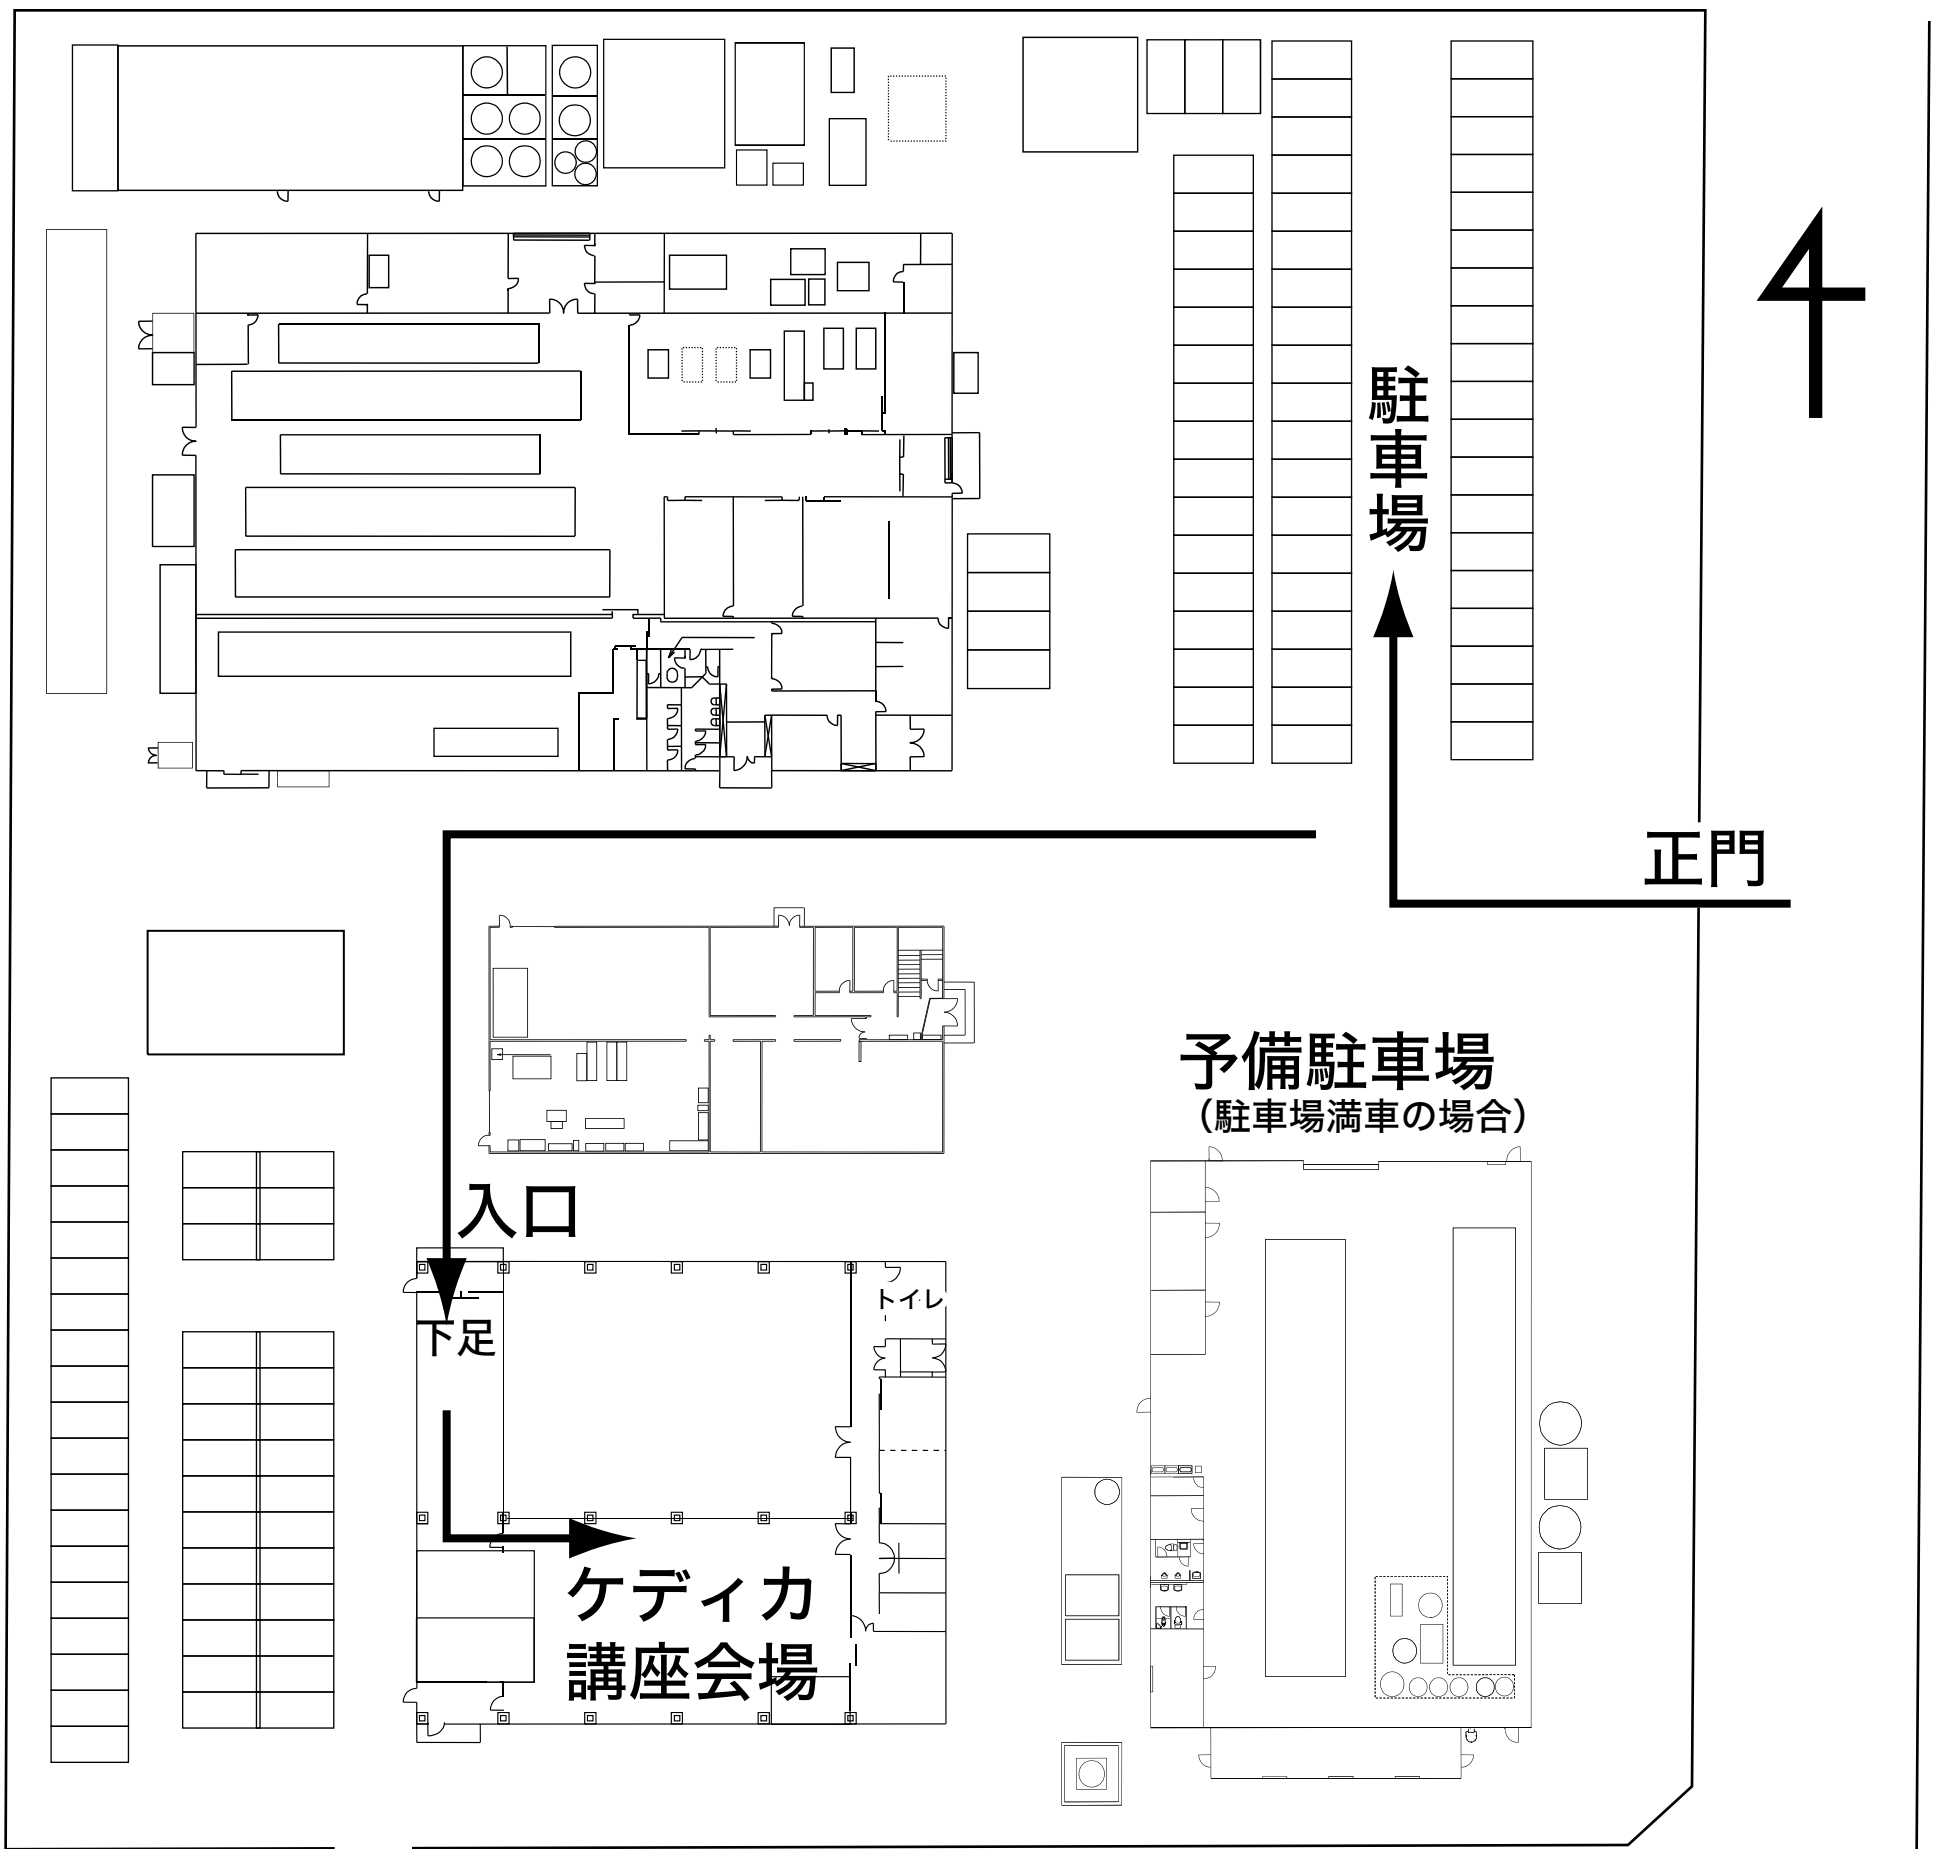 駐車場
正門
予備駐車場
（駐車場満車の場合）
入口
トイレ
下足
ケディカ
講座会場